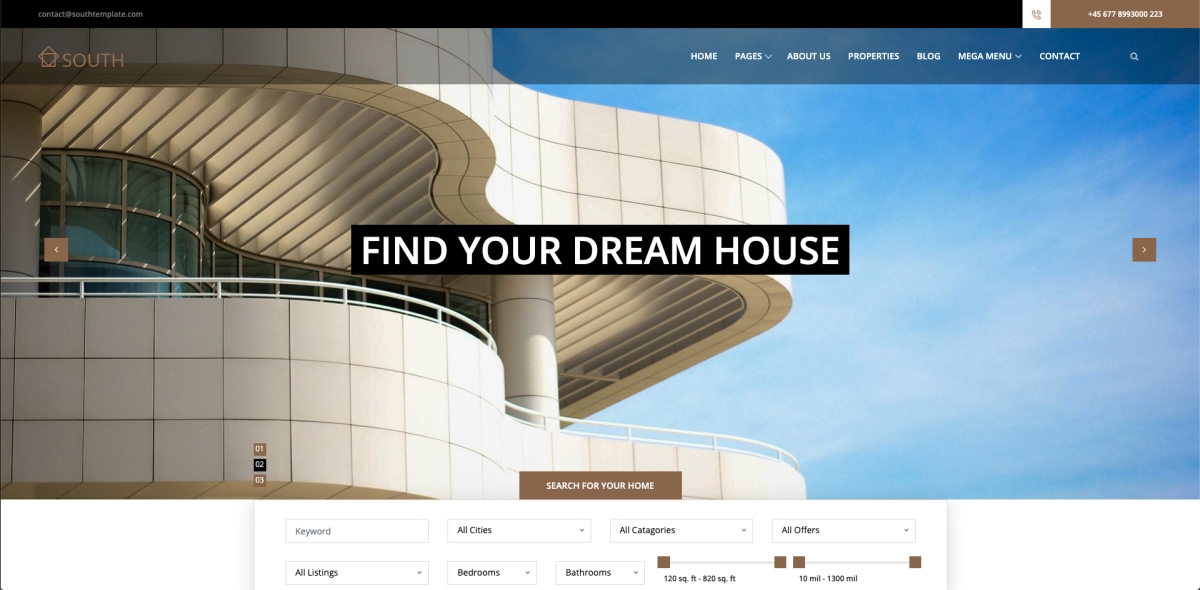 contact@southtemplate.com
+45 677 8993000 223
SOUTH
HOME PAGES ABOUT US PROPERTIES BLOG MEGA MENU CONTACT
FIND YOUR DREAM HOUSE
01
02
03
SEARCH FOR YOUR HOME
Keyword All Cities All Catagories All Offers
All Listings Bedrooms Bathrooms
120 sq. ft - 820 sq. ft 10 mil - 1300 mil